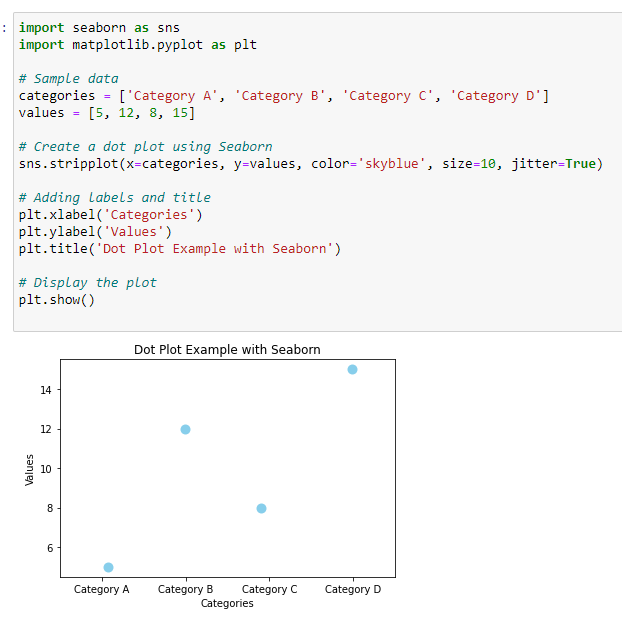 :
import seaborn as sns
import matplotlib.pyplot as plt
# Sample data
categories = ['Category A', 'Category B', 'Category C', 'Category D']
values = [5, 12, 8, 15]
# Create a dot plot using Seaborn
sns.stripplot(x=categories, y=values, color='skyblue', size=10, jitter=True)
# Adding labels and title
plt.xlabel('Categories')
plt.ylabel('Values')
plt.title('Dot Plot Example with Seaborn')
# Display the plot
plt.show()
Dot Plot Example with Seaborn
14
12
10
8
6
Values
Category A Category B Category C Category D
Categories